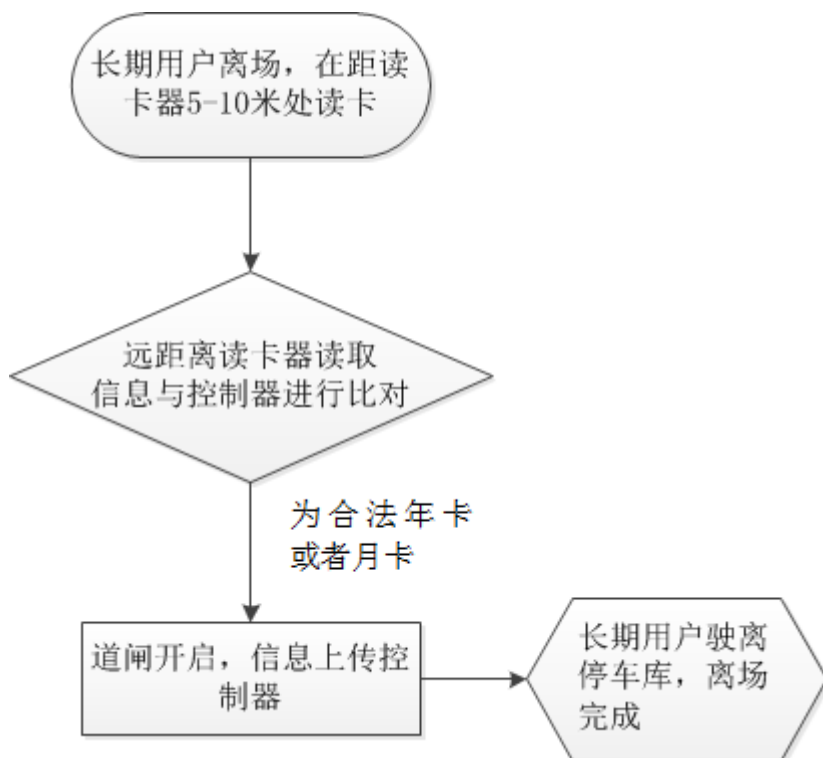 长期用户离场，在距读
卡器5-10米处读卡
远距离读卡器读取
信息与控制器进行比对
为合法年卡
或者月卡
道闸开启，信息上传控
制器
长期用户驶离
停车库，离场
完成